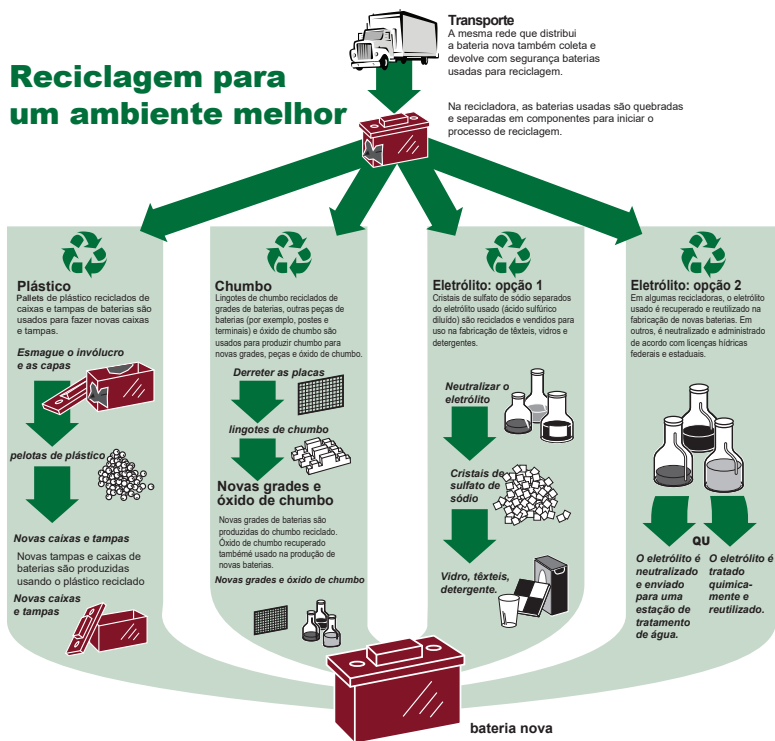 Transporte
A mesma rede que distribui
a bateria nova também coleta e
devolve com segurança baterias
usadas para reciclagem.
Reciclagem para
um ambiente melhor
Na recicladora, as baterias usadas são quebradas
e separadas em componentes para iniciar o
processo de reciclagem.
Plástico
Pallets de plástico reciclados de
caixas e tampas de baterias são
usados para fazer novas caixas
e tampas.
Esmague o invólucro
e as capas
pelotas de plástico
Novas caixas e tampas
Novas tampas e caixas de
baterias são produzidas
usando o plástico reciclado
Novas caixas
e tampas
Chumbo
Lingotes de chumbo reciclados de
grades de baterias, outras peças de
baterias (por exemplo, postes e
terminais) e óxido de chumbo são
usados para produzir chumbo para
novas grades, peças e óxido de chumbo.
Derreter as placas
lingotes de chumbo
Novas grades e
óxido de chumbo
Novas grades de baterias são
produzidas do chumbo reciclado.
Óxido de chumbo recuperado
tambémé usado na produção de
novas baterias.
Novas grades e óxido de chumbo
Eletrólito: opção 1
Cristais de sulfato de sódio separados
do eletrólito usado (ácido sulfúrico
diluído) são reciclados e vendidos para
uso na fabricação de têxteis, vidros e
detergentes.
Neutralizar o
eletrólito
Cristais de
sulfato de
sódio
Vidro, têxteis,
detergente.
Eletrólito: opção 2
Em algumas recicladoras, o eletrólito
usado é recuperado e reutilizado na
fabricação de novas baterias. Em
outros, é neutralizado e administrado
de acordo com licenças hídricas
federais e estaduais.
QU
O eletrólito é
neutralizado
e enviado
para uma
estação de
tratamento
de água.
O eletrólito é
tratado
quimica-
mente e
reutilizado.
bateria nova